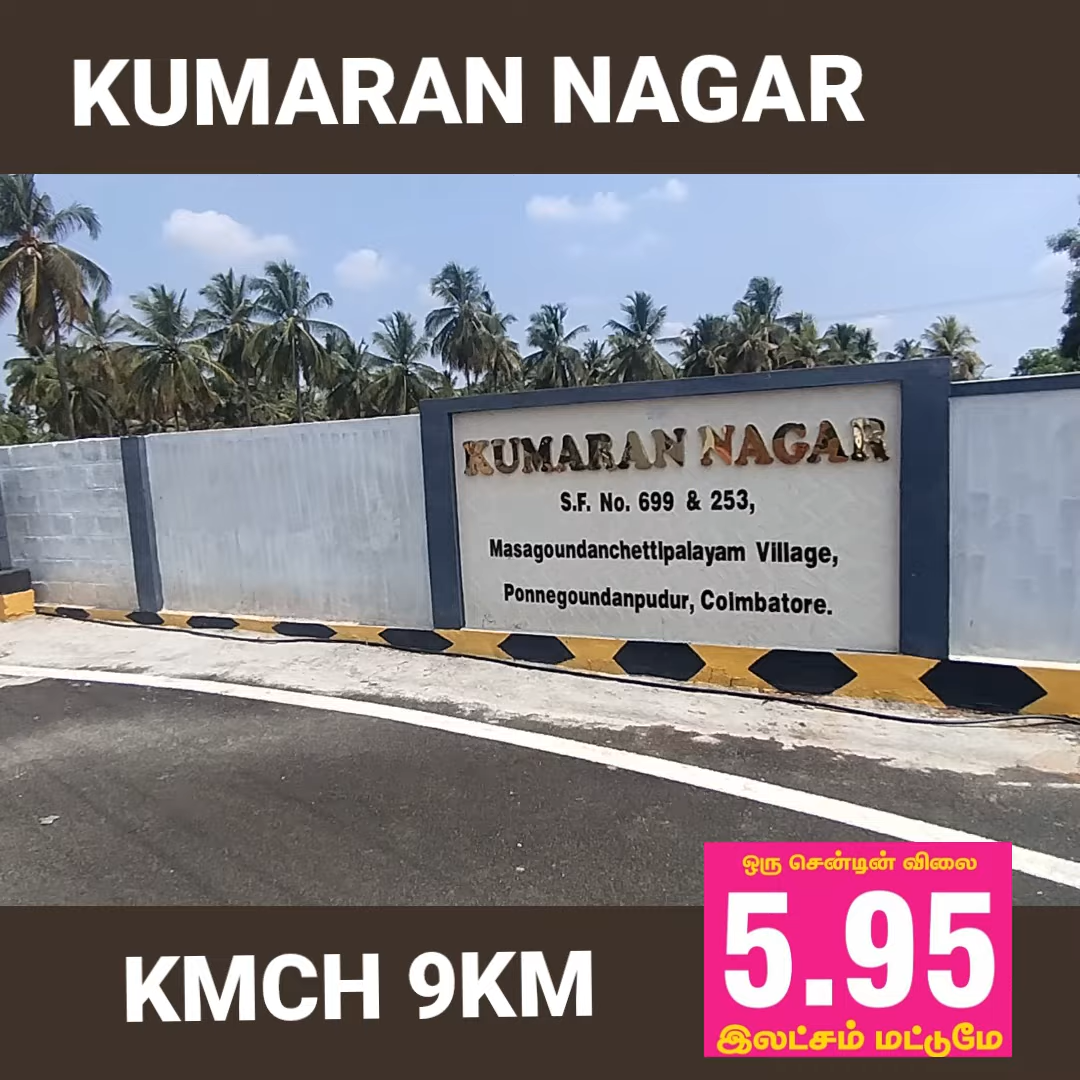 KUMARAN NAGAR
KUMARAN NAGAR
S.F. No. 699 & 253,
Masagoundanchettipalayam Village,
Ponnegoundanpudur, Coimbatore.
ஒரு சென்டின் விலை
5.95
இலட்சம் மட்டுமே
KMCH 9KM